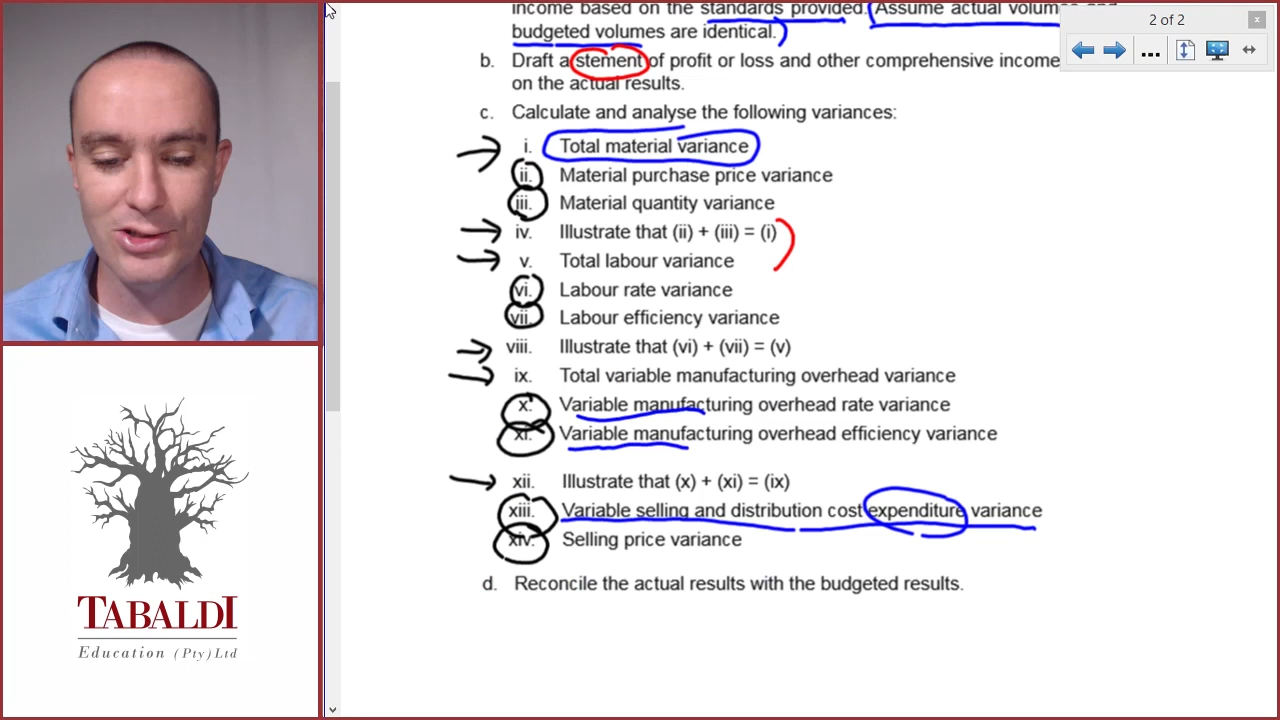 income based on the standards provided. (Assume actual volumes and
budgeted volumes are identical.)
b. Draft a stement of profit or loss and other comprehensive income
on the actual results.
c. Calculate and analyse the following variances:
i. Total material variance
ii. Material purchase price variance
iii. Material quantity variance
iv. Illustrate that (ii) + (iii) = (i)
v. Total labour variance
vi. Labour rate variance
vii. Labour efficiency variance
viii. Illustrate that (vi) + (vii) = (v)
ix. Total variable manufacturing overhead variance
x. Variable manufacturing overhead rate variance
xi. Variable manufacturing overhead efficiency variance
xii. Illustrate that (x) + (xi) = (ix)
xiii. Variable selling and distribution cost expenditure variance
xiv. Selling price variance
d. Reconcile the actual results with the budgeted results.
2 of 2
x
...
TABALDI
Education (Pty) Ltd